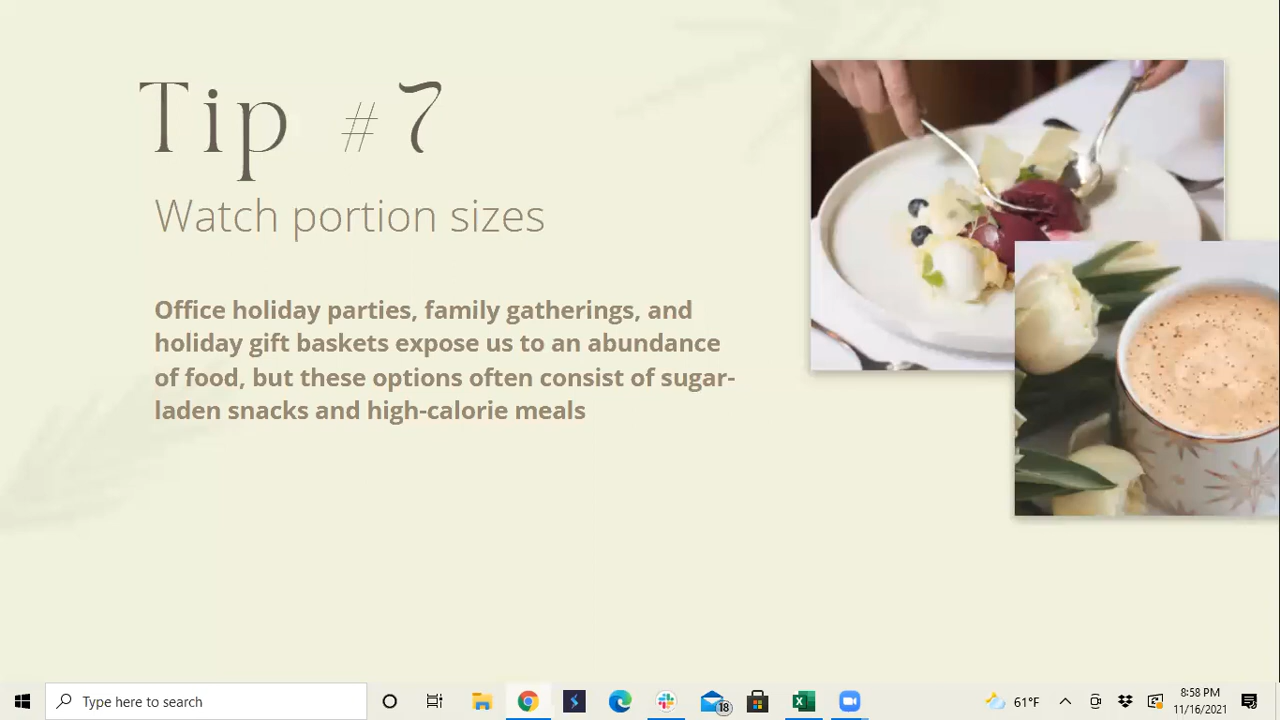 Tip #7
Watch portion sizes
Office holiday parties, family gatherings, and
holiday gift baskets expose us to an abundance
of food, but these options often consist of sugar-
laden snacks and high-calorie meals
Type here to search
18
61°F
8:58 PM
11/16/2021